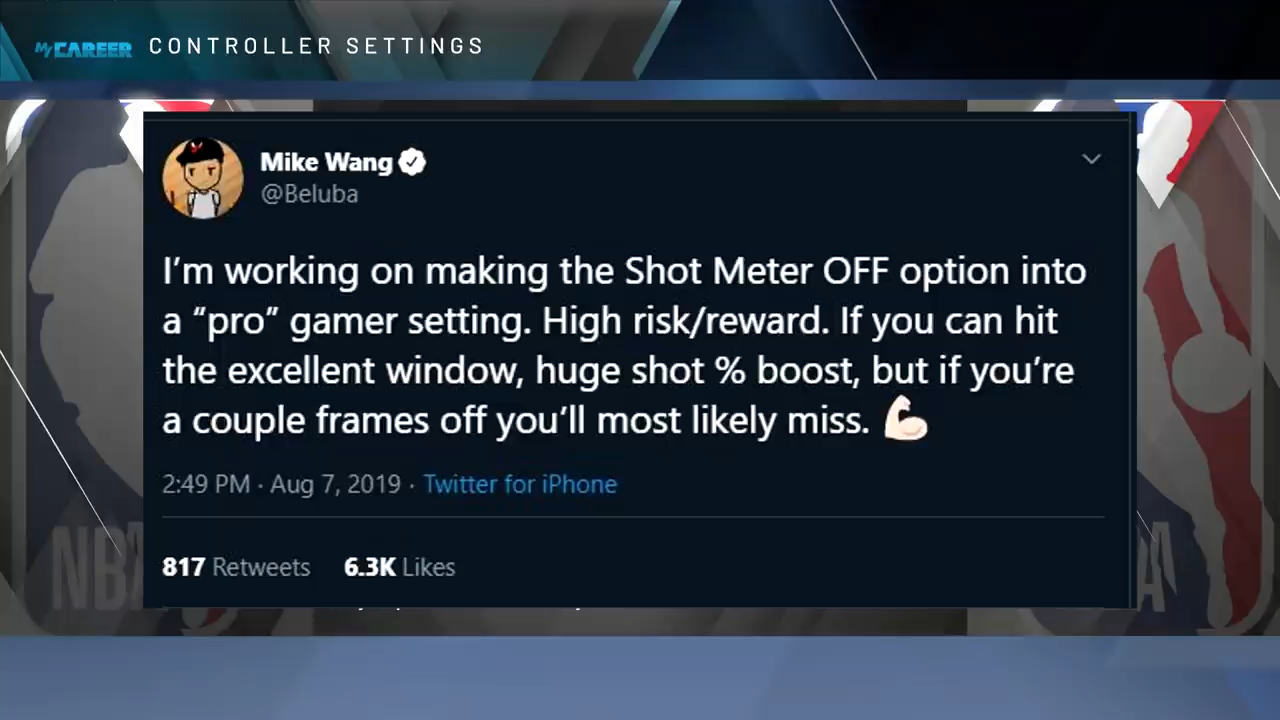 MyCAREER CONTROLLER SETTINGS
Mike Wang
@Beluba
I’m working on making the Shot Meter OFF option into
a “pro” gamer setting. High risk/reward. If you can hit
the excellent window, huge shot % boost, but if you’re
a couple frames off you’ll most likely miss. 💪🏻
2:49 PM · Aug 7, 2019 · Twitter for iPhone
817 Retweets 6.3K Likes